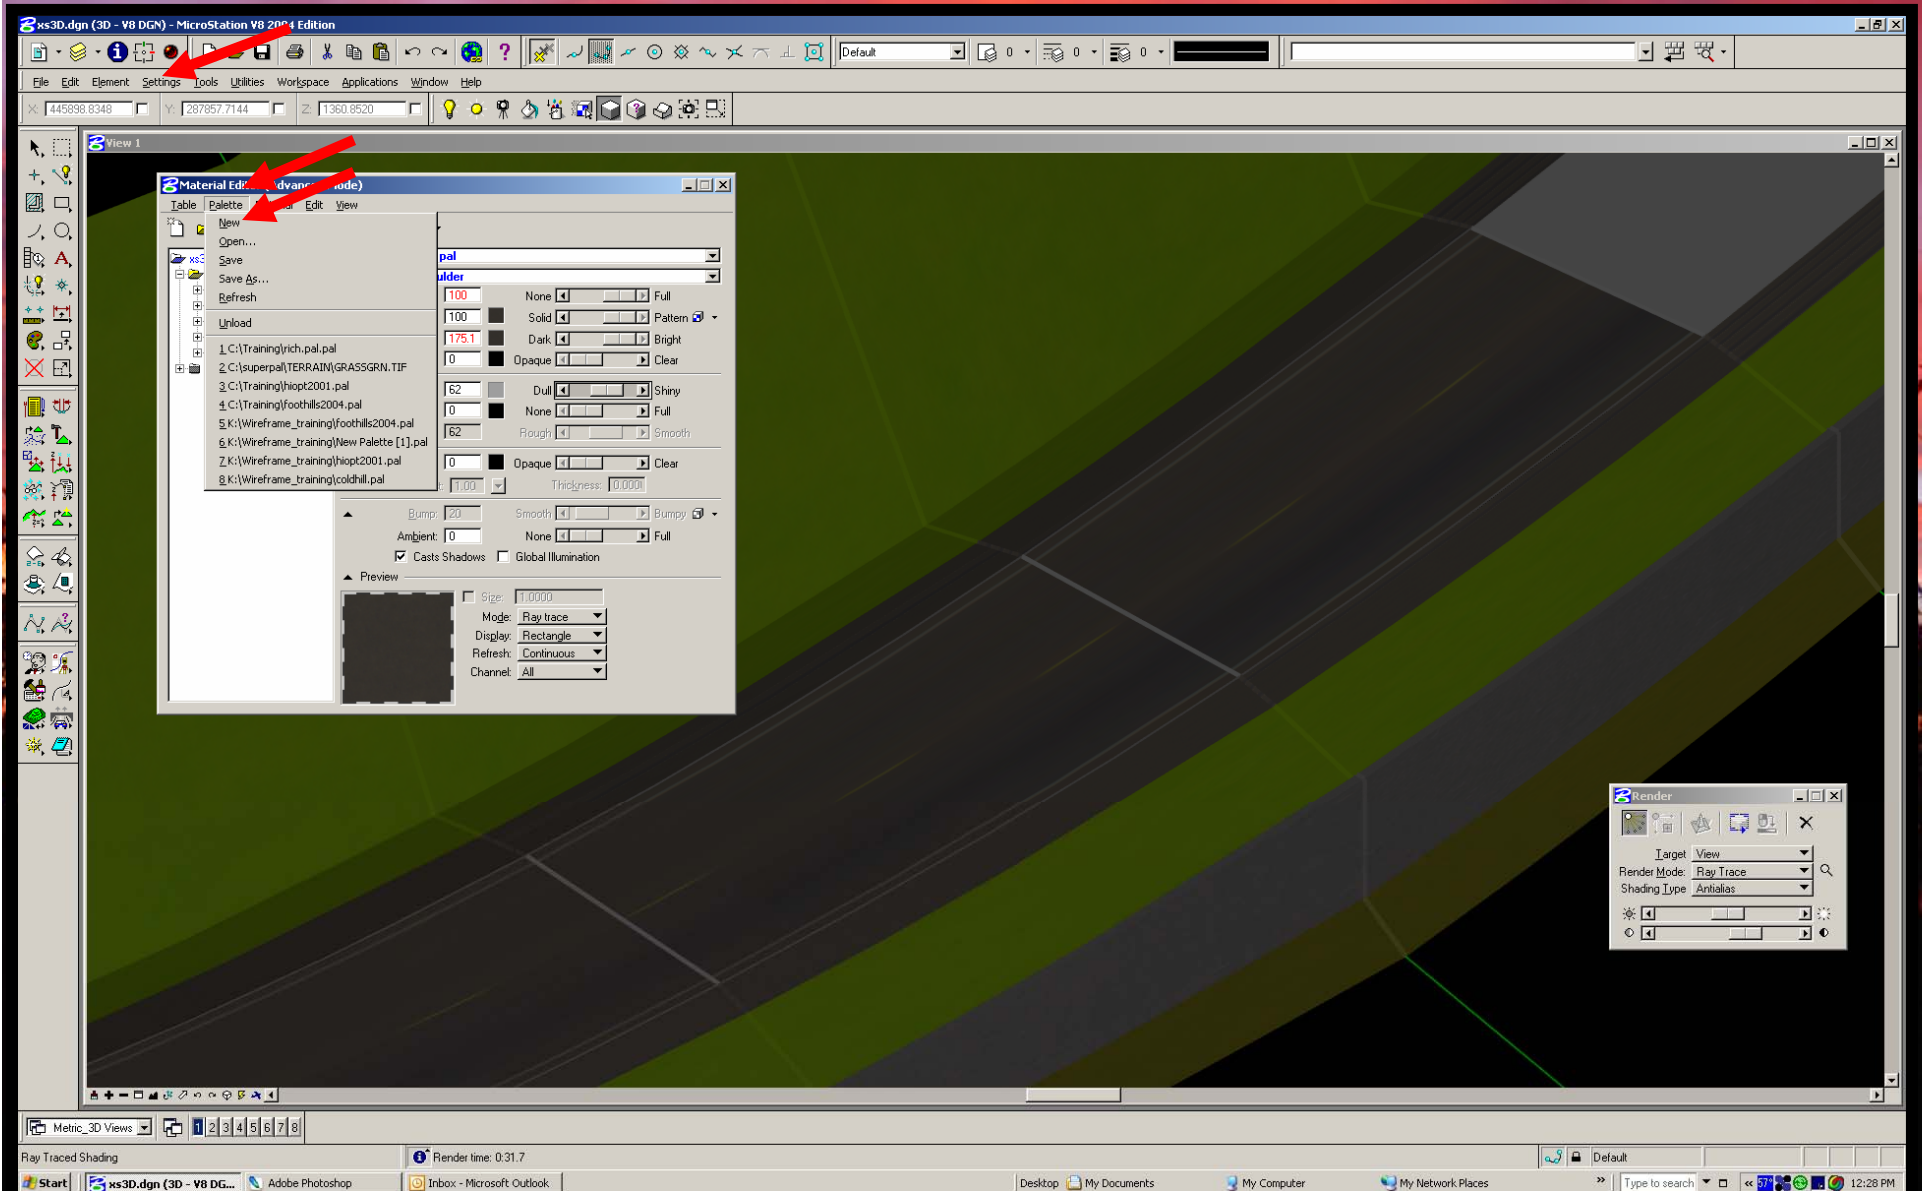 xs3D.dgn (3D - V8 DGN) - MicroStation V8 2004 Edition
Default
0
0
0
File Edit Element Settings Tools Utilities Workspace Applications Window Help
X: 445898.8348 Y: 287857.7144 Z: 1360.8520
View 1
Table Palette Edit View
New
Open...
Save
Save As...
Refresh
Unload
1 C:\Training\rich.pal.pal
2 C:\superpal\TERRAIN\GRASSGRN.TIF
3 C:\Training\hiopt2001.pal
4 C:\Training\foothills2004.pal
5 K:\Wireframe_training\foothills2004.pal
6 K:\Wireframe_training\New Palette [1].pal
7 K:\Wireframe_training\hiopt2001.pal
8 K:\Wireframe_training\coldhill.pal
xs3
pal
ulder
100 None Full
100 Solid Pattern
175.1 Dark Bright
0 Opaque Clear
62 Dull Shiny
0 None Full
62 Rough Smooth
0 Opaque Clear
1.00 Thickness: 0.000
Bump: 20 Smooth Bumpy
Ambient: 0 None Full
Casts Shadows Global Illumination
Preview
Size: 1.0000
Mode: Ray trace
Display: Rectangle
Refresh: Continuous
Channel: All
Render
Target View
Render Mode: Ray Trace
Shading Type Antialias
Metric_3D Views 1 2 3 4 5 6 7 8
Ray Traced Shading
Render time: 0:31.7
Default
Start
xs3D.dgn (3D - V8 DG...
Adobe Photoshop
Inbox - Microsoft Outlook
Desktop
My Documents
My Computer
My Network Places
Type to search
57°
12:28 PM